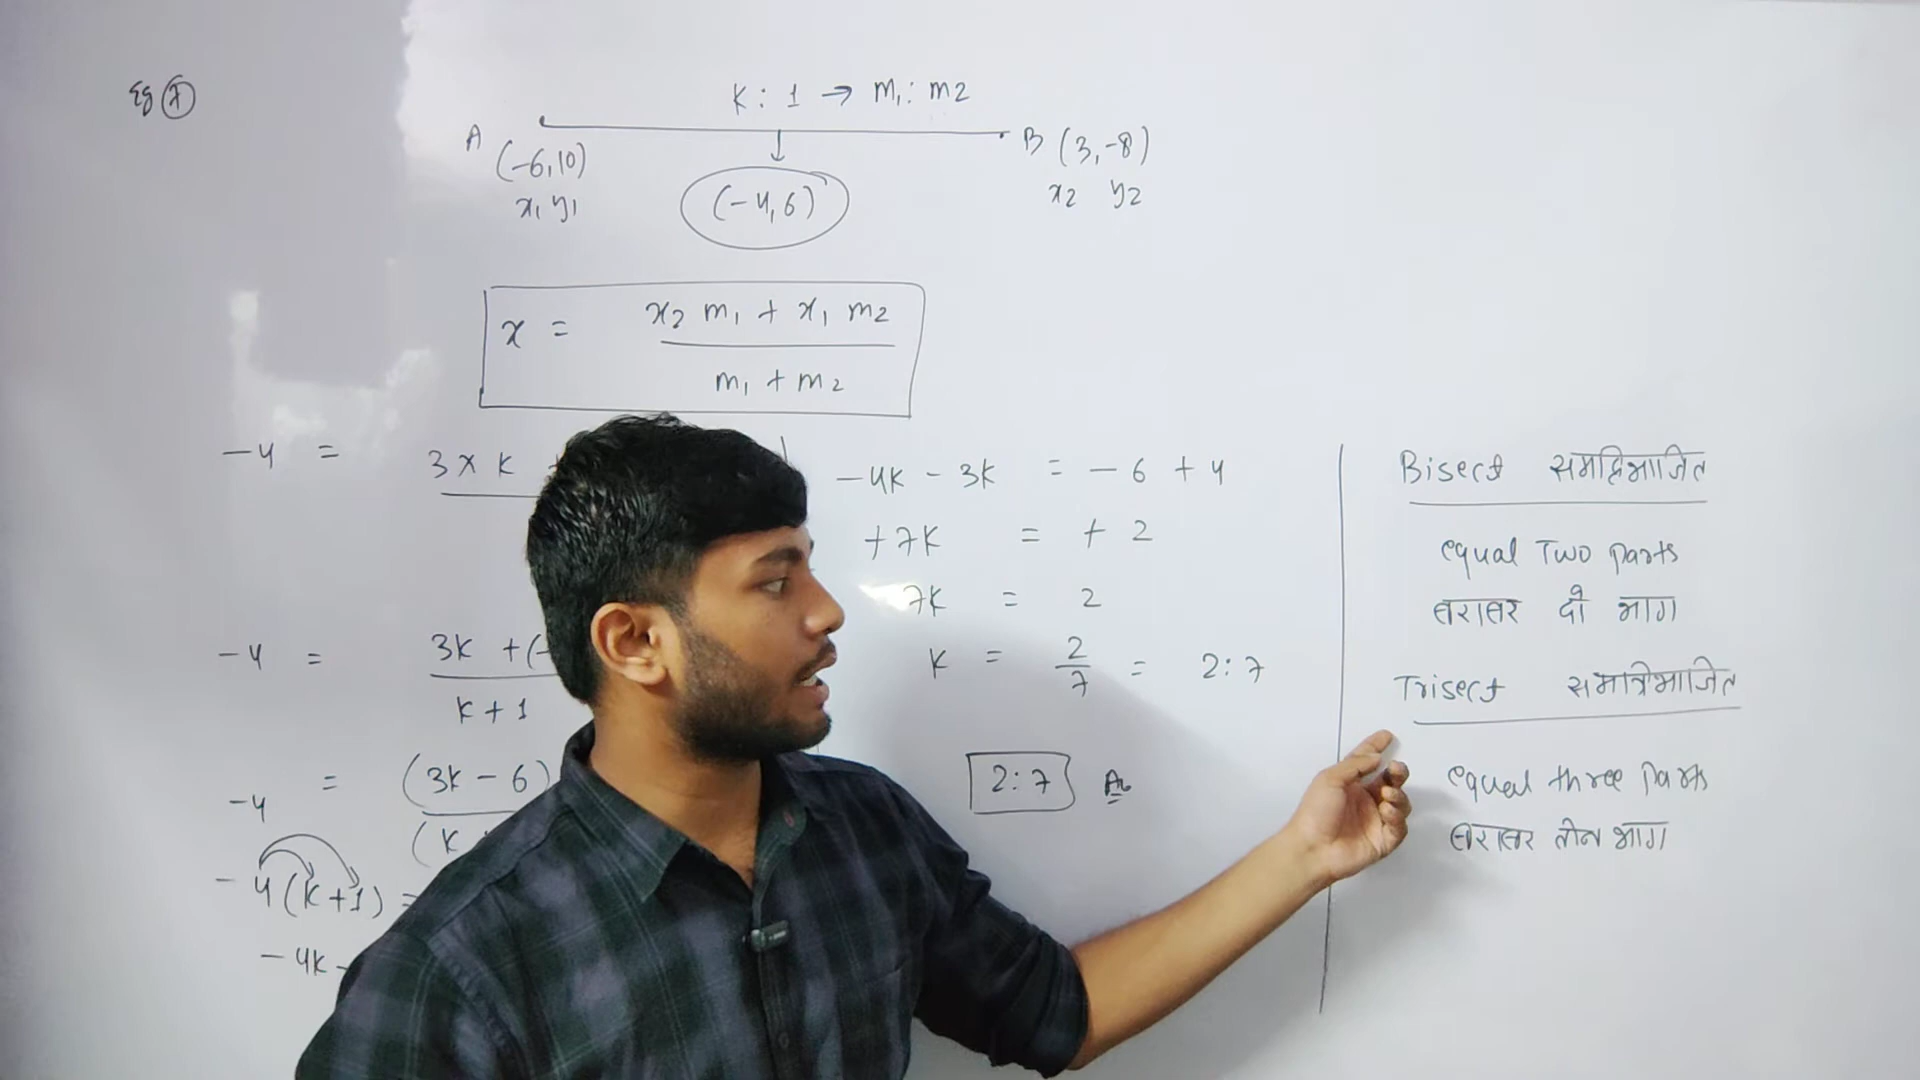 Eg 7
K : 1 → m₁ : m₂
A (-6,10)
x₁ y₁
(-4,6)
B (3,-8)
x₂ y₂
x = x₂ m₁ + x₁ m₂ / m₁ + m₂
-4 = 3 × K
-4 = 3K + (- / K + 1
-4 = (3K - 6) / (K
-4(K+1) =
-4K -
-4K - 3K = -6 + 4
+7K = + 2
7K = 2
K = 2/7 = 2:7
2:7 Ans
Bisect समद्विभाजित
equal Two parts
बराबर दो भाग
Trisect समत्रिभाजित
equal three parts
बराबर तीन भाग